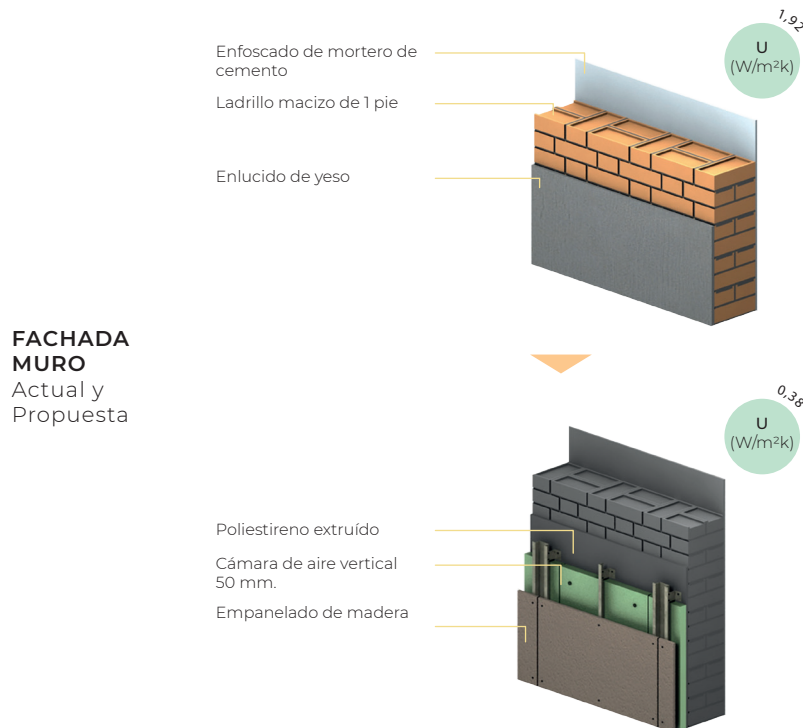 1,92
U
(W/m²k)
Enfoscado de mortero de
cemento
Ladrillo macizo de 1 pie
Enlucido de yeso
FACHADA
MURO
Actual y
Propuesta
0,38
U
(W/m²k)
Poliestireno extruído
Cámara de aire vertical
50 mm.
Empanelado de madera